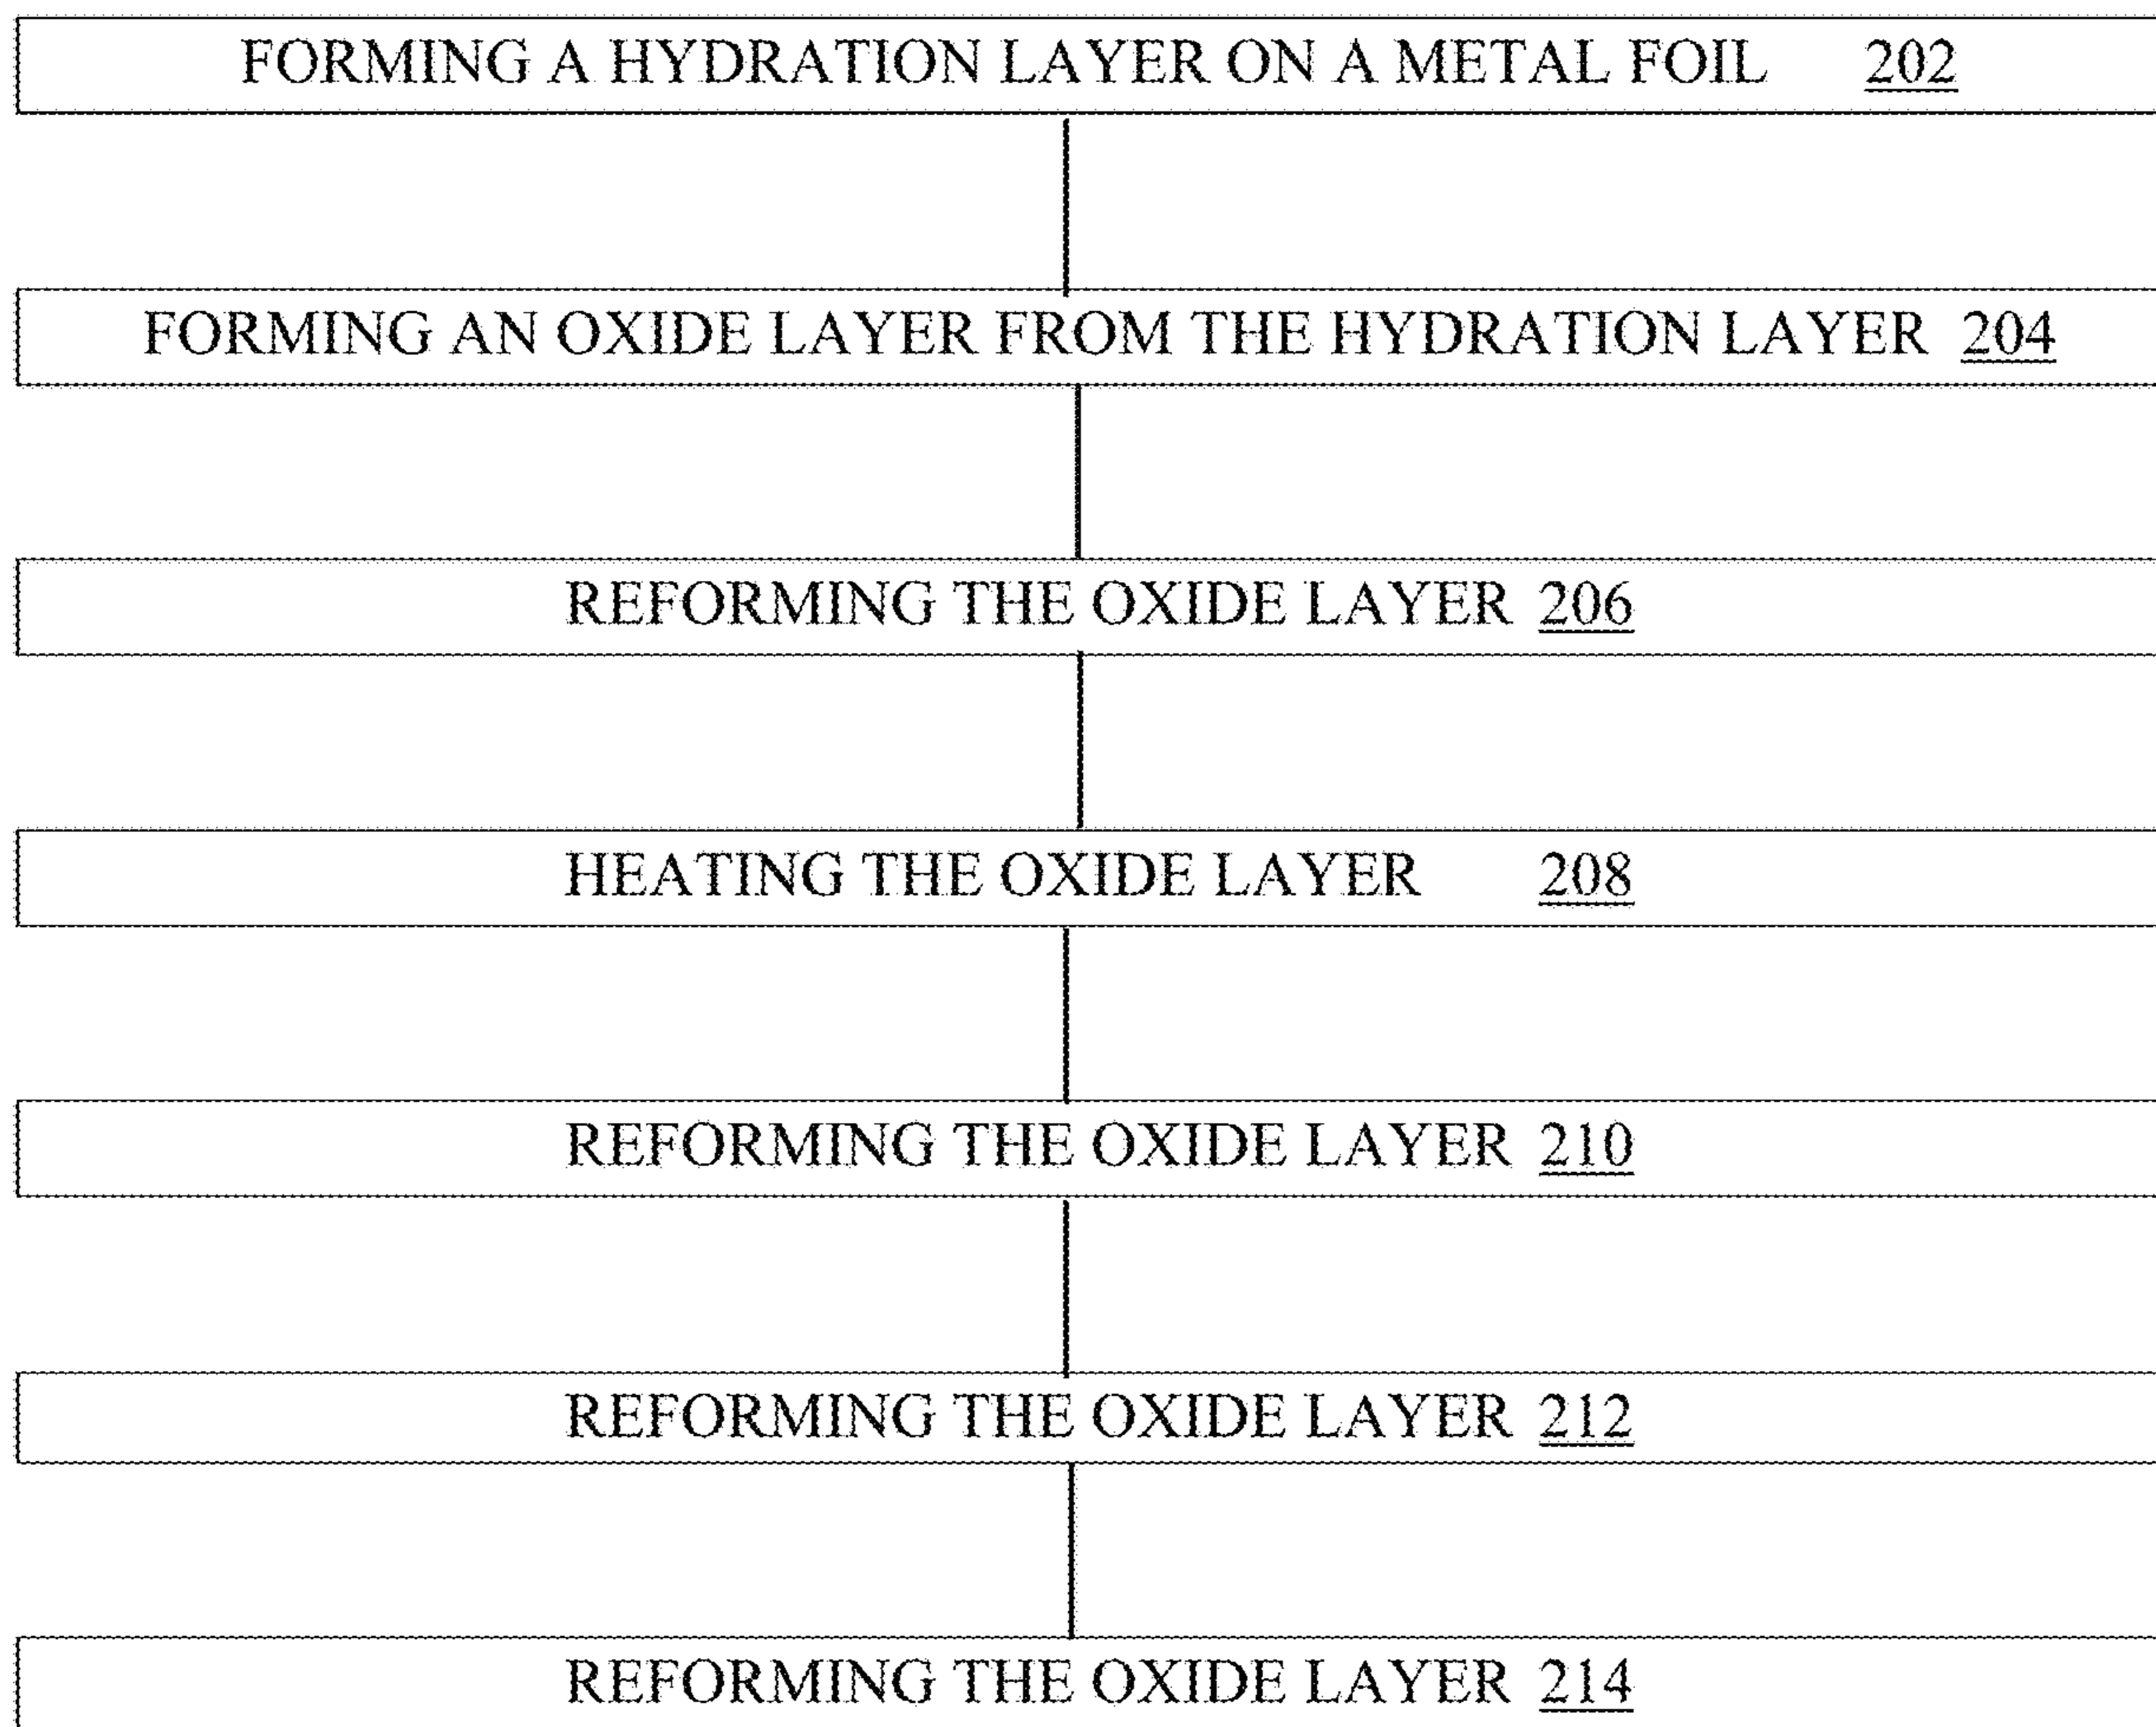 FORMING A HYDRATION LAYER ON A METAL FOIL 202
FORMING AN OXIDE LAYER FROM THE HYDRATION LAYER 204
REFORMING THE OXIDE LAYER 206
HEATING THE OXIDE LAYER 208
REFORMING THE OXIDE LAYER 210
REFORMING THE OXIDE LAYER 212
REFORMING THE OXIDE LAYER 214